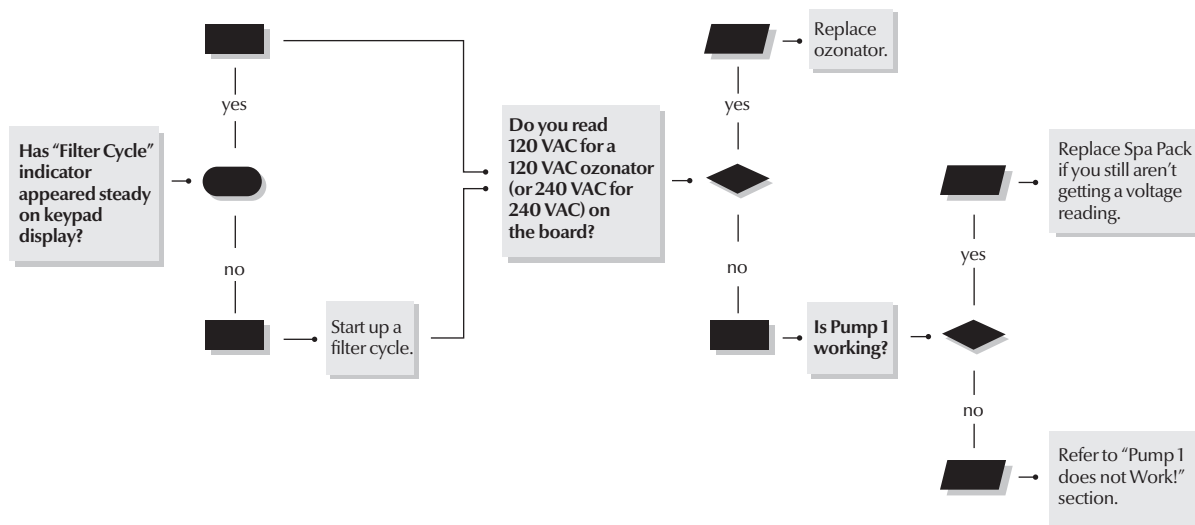 Has “Filter Cycle”
indicator
appeared steady
on keypad
display?
yes
no
Start up a
filter cycle.
Do you read
120 VAC for a
120 VAC ozonator
(or 240 VAC for
240 VAC) on
the board?
yes
Replace
ozonator.
no
Is Pump 1
working?
yes
Replace Spa Pack
if you still aren't
getting a voltage
reading.
no
Refer to “Pump 1
does not Work!”
section.